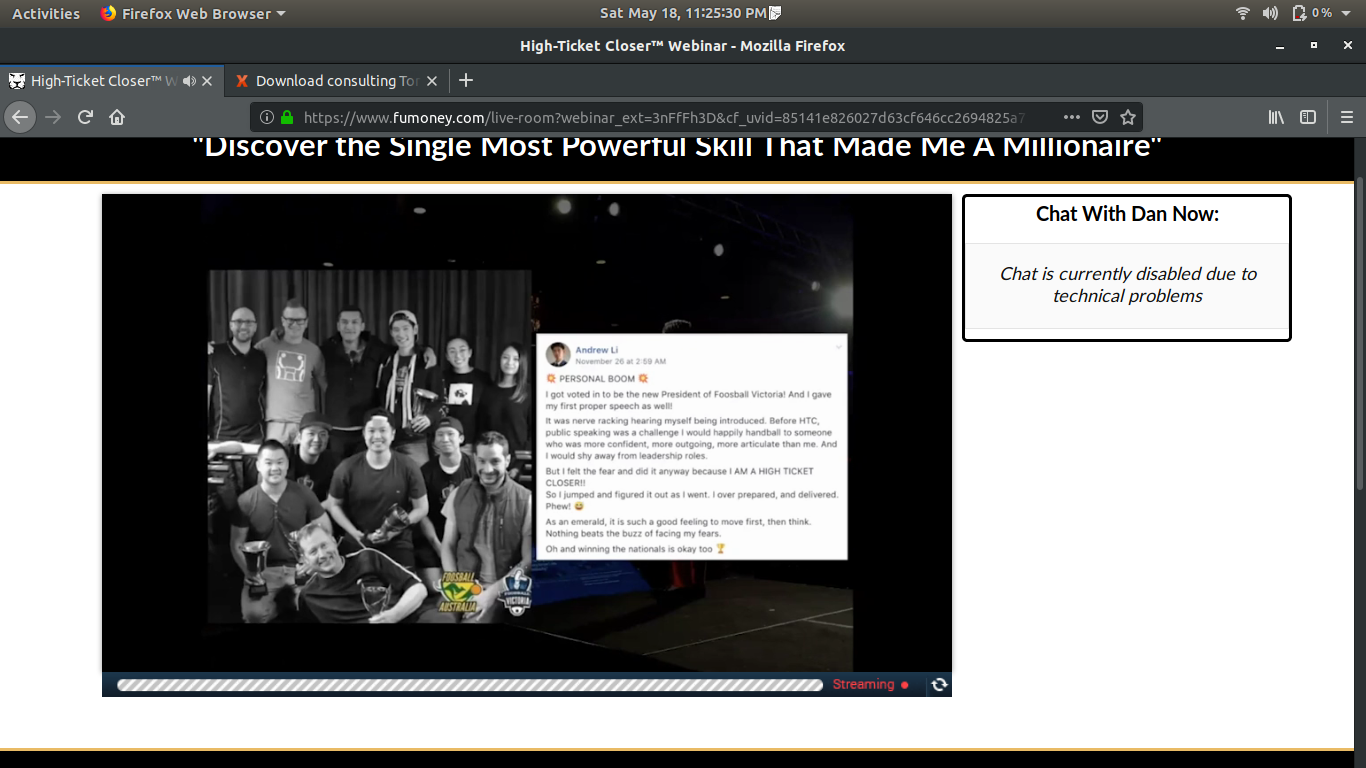 Activities Firefox Web Browser Sat May 18, 11:25:30 PM 0 %
High-Ticket Closer™ Webinar - Mozilla Firefox
High-Ticket Closer™ W Download consulting Tor
https://www.fumoney.com/live-room?webinar_ext=3nFfFh3D&cf_uvid=85141e826027d63cf646cc2694825a7
"Discover the Single Most Powerful Skill That Made Me A Millionaire"
Chat With Dan Now:
Chat is currently disabled due to
technical problems
Andrew Li
November 26 at 2:59 AM
💥 PERSONAL BOOM 💥
I got voted in to be the new President of Foosball Victoria! And I gave
my first proper speech as well!
It was nerve racking hearing myself being introduced. Before HTC,
public speaking was a challenge I would happily handball to someone
who was more confident, more outgoing, more articulate than me. And
I would shy away from leadership roles.
But I felt the fear and did it anyway because I AM A HIGH TICKET
CLOSER!!
So I jumped and figured it out as I went. I over prepared, and delivered.
Phew! 😅
As an emerald, it is such a good feeling to move first, then think.
Nothing beats the buzz of facing my fears.
Oh and winning the nationals is okay too 🏆
FOOSBALL
AUSTRALIA
FOOSBALL
VICTORIA
Streaming